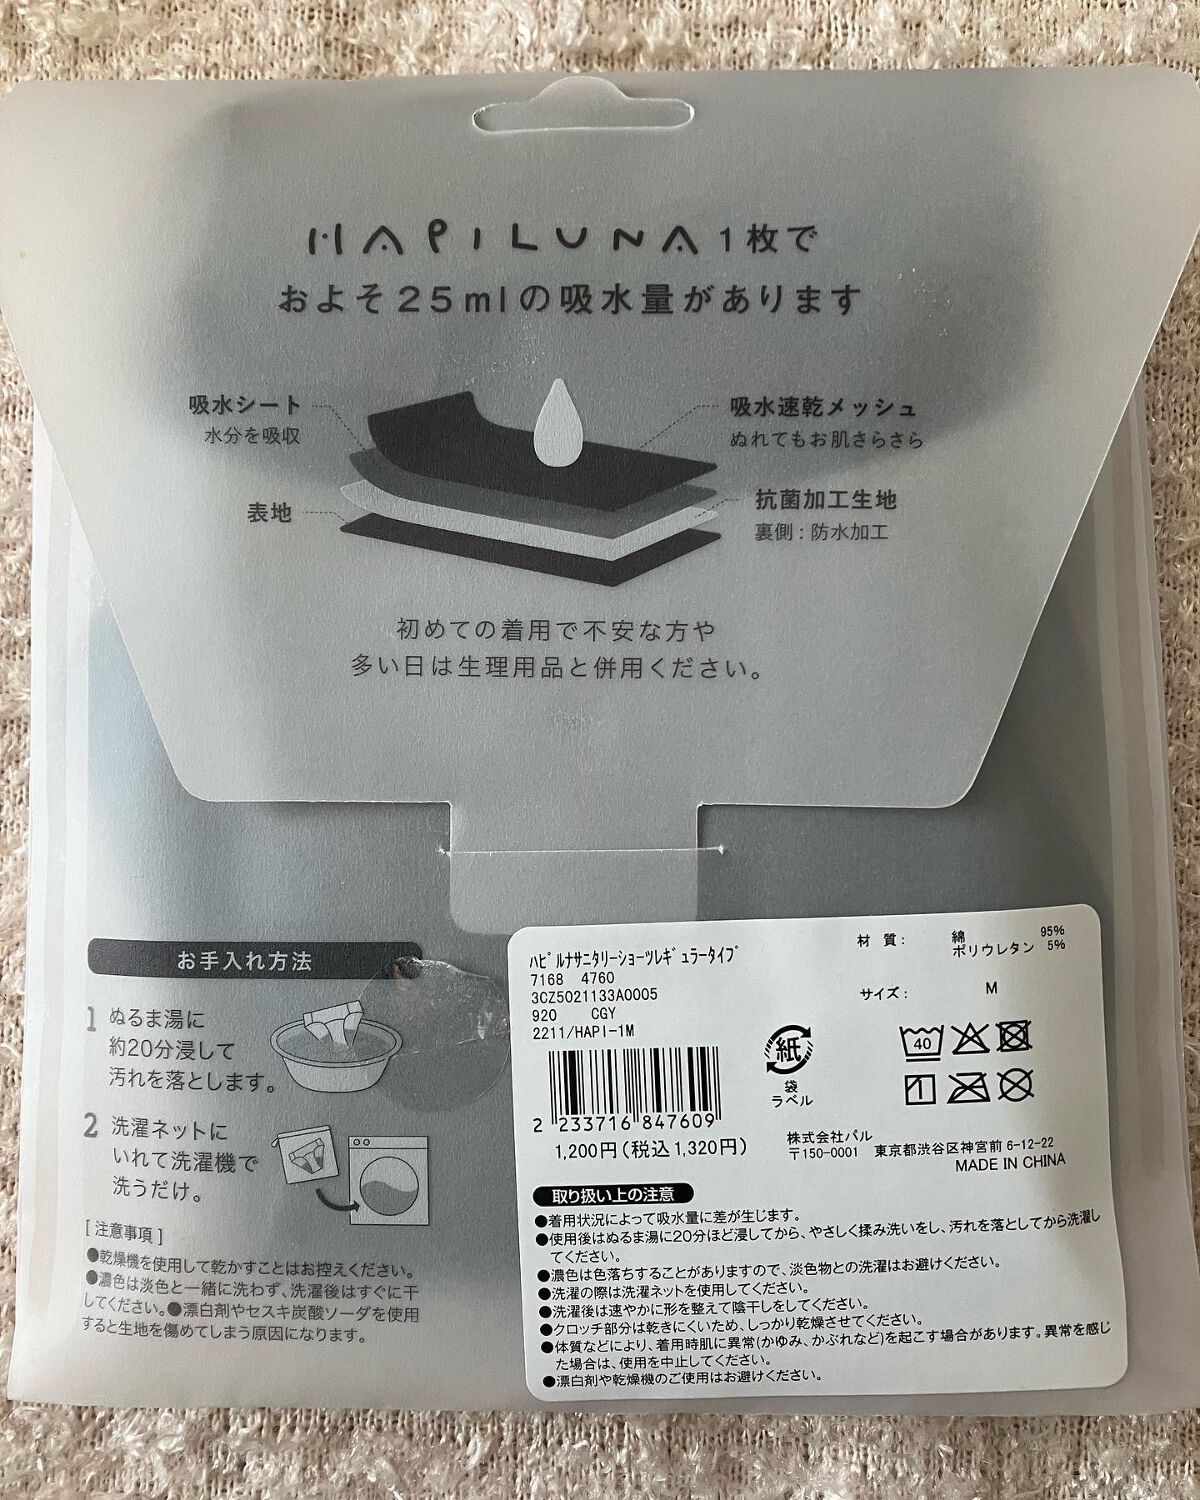 HAPILUNA 1枚で
およそ25mlの吸水量があります
吸水シート
水分を吸収
吸水速乾メッシュ
ぬれてもお肌さらさら
表地
抗菌加工生地
裏側：防水加工
初めての着用で不安な方や
多い日は生理用品と併用ください。
お手入れ方法
1 ぬるま湯に
約20分浸して
汚れを落とします。
2 洗濯ネットに
いれて洗濯機で
洗うだけ。
[ 注意事項 ]
●乾燥機を使用して乾かすことはお控えください。
●濃色は淡色と一緒に洗わず、洗濯後はすぐに干
してください。●漂白剤やセスキ炭酸ソーダを使用
すると生地を傷めてしまう原因になります。
ハピルナサニタリーショーツレギュラータイプ
7168 4760
3CZ5021133A0005
920 CGY
2211/HAPI-1M
2 233716 847609
1,200円(税込1,320円)
材 質： 綿 95%
ポリウレタン 5%
サイズ： M
紙
袋
ラベル
40
1
株式会社パル
〒150-0001 東京都渋谷区神宮前6-12-22
MADE IN CHINA
取り扱い上の注意
●着用状況によって吸水量に差が生じます。
●使用後はぬるま湯に20分ほど浸してから、やさしく揉み洗いをし、汚れを落としてから洗濯し
てください。
●濃色は色落ちすることがありますので、淡色物との洗濯はお避けください。
●洗濯の際は洗濯ネットを使用してください。
●洗濯後は速やかに形を整えて陰干しをしてください。
●クロッチ部分は乾きにくいため、しっかり乾燥させてください。
●体質などにより、着用時肌に異常(かゆみ、かぶれなど)を起こす場合があります。異常を感じ
た場合は、使用を中止してください。
●漂白剤や乾燥機のご使用はお避けください。